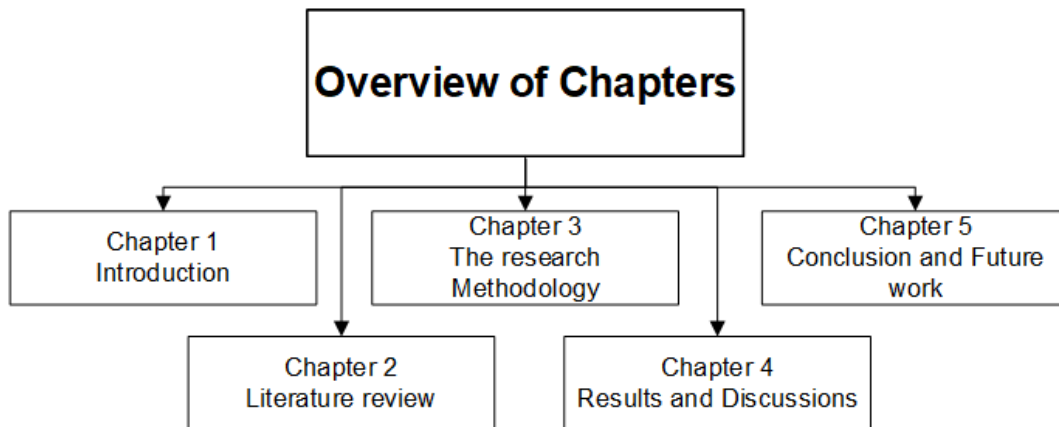 Overview of Chapters
Chapter 1
Introduction
Chapter 2
Literature review
Chapter 3
The research
Methodology
Chapter 4
Results and Discussions
Chapter 5
Conclusion and Future
work